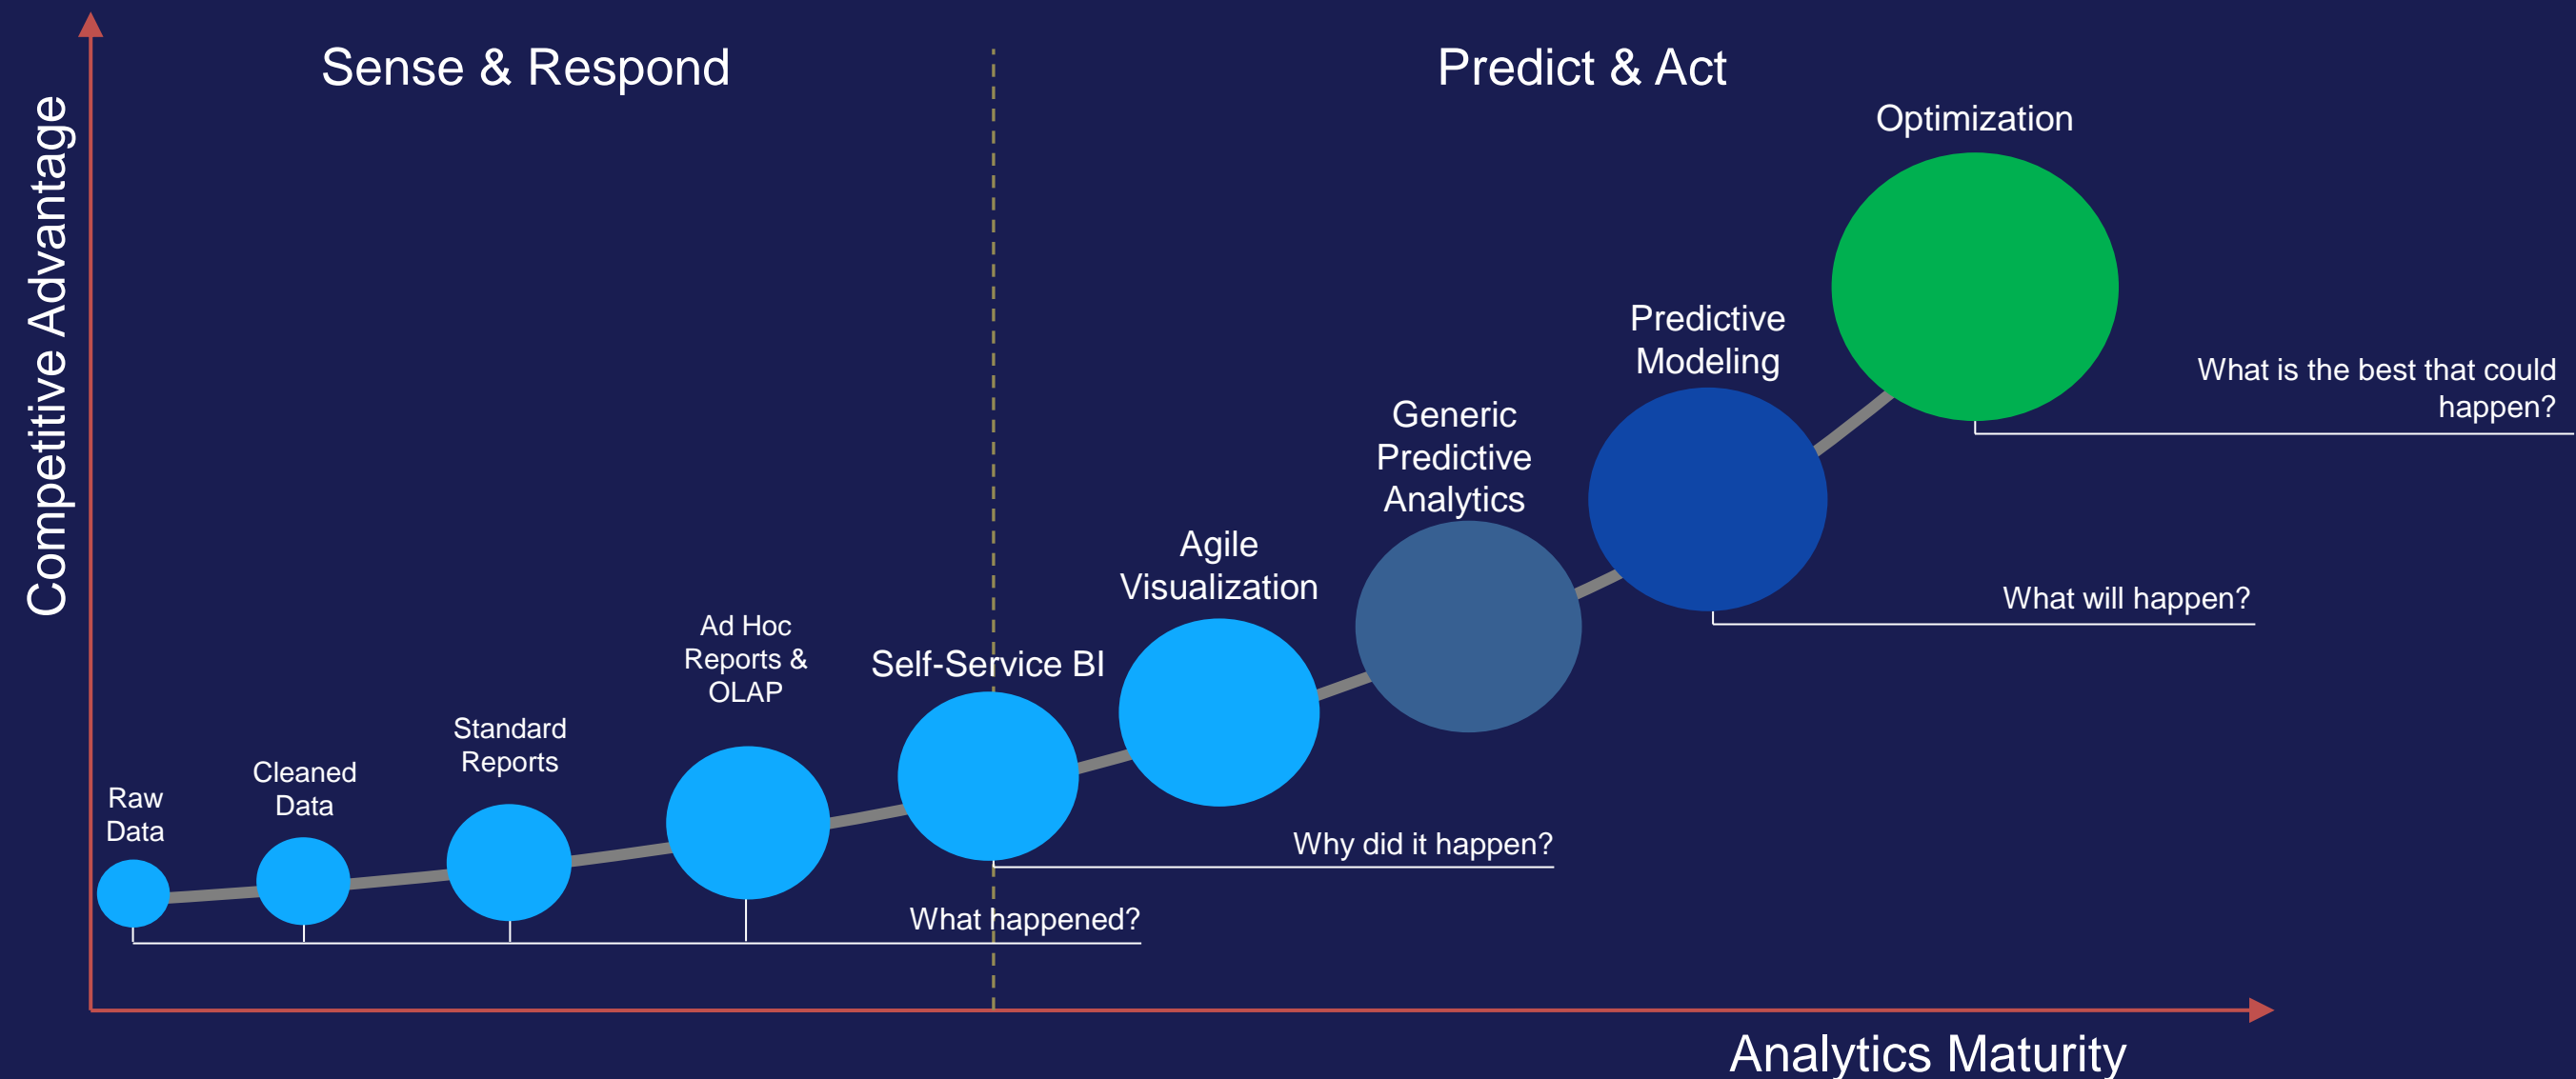 Sense & Respond
Predict & Act
Optimization
Competitive Advantage
Predictive
Modeling
What is the best that could
happen?
Generic
Predictive
Analytics
Agile
Visualization
What will happen?
Ad Hoc
Reports &
OLAP
Self-Service BI
Standard
Reports
Cleaned
Data
Raw
Data
Why did it happen?
What happened?
Analytics Maturity